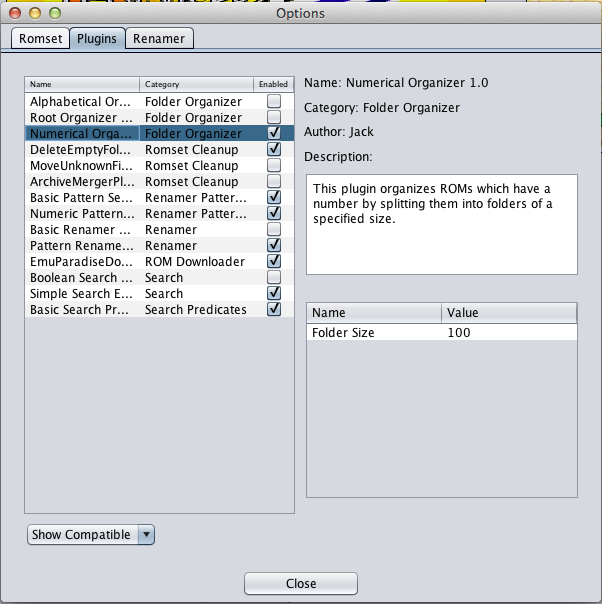 Options
Romset Plugins Renamer
Name Category Enabled
Alphabetical Or... Folder Organizer
Root Organizer ... Folder Organizer
Numerical Orga... Folder Organizer
DeleteEmptyFol... Romset Cleanup
MoveUnknownFi... Romset Cleanup
ArchiveMergerPl... Romset Cleanup
Basic Pattern Se... Renamer Patter...
Numeric Pattern... Renamer Patter...
Basic Renamer ... Renamer
Pattern Rename... Renamer
EmuParadiseDo... ROM Downloader
Boolean Search ... Search
Simple Search E... Search
Basic Search Pr... Search Predicates
Show Compatible
Name: Numerical Organizer 1.0
Category: Folder Organizer
Author: Jack
Description:
This plugin organizes ROMs which have a
number by splitting them into folders of a
specified size.
Name Value
Folder Size 100
Close